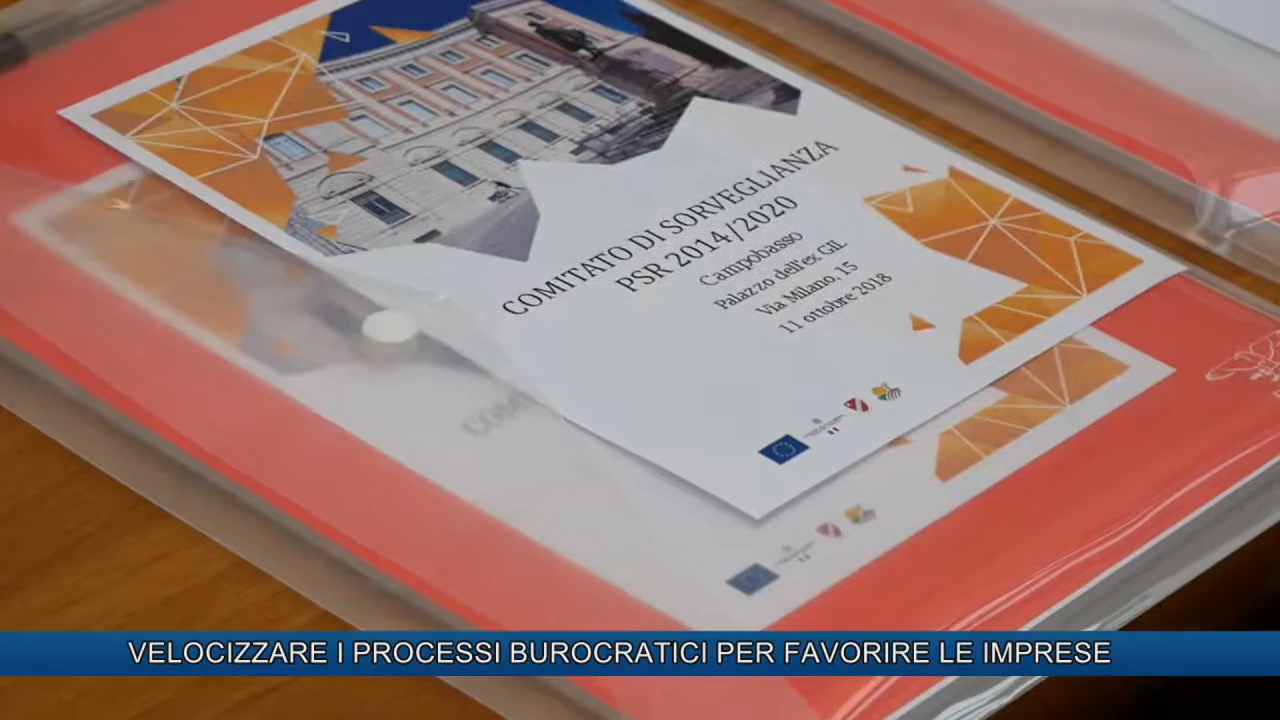 COMITATO DI SORVEGLIANZA
PSR 2014/2020
Campobasso
Palazzo dell'ex GIL
Via Milano, 15
11 ottobre 2018
COM
VELOCIZZARE I PROCESSI BUROCRATICI PER FAVORIRE LE IMPRESE